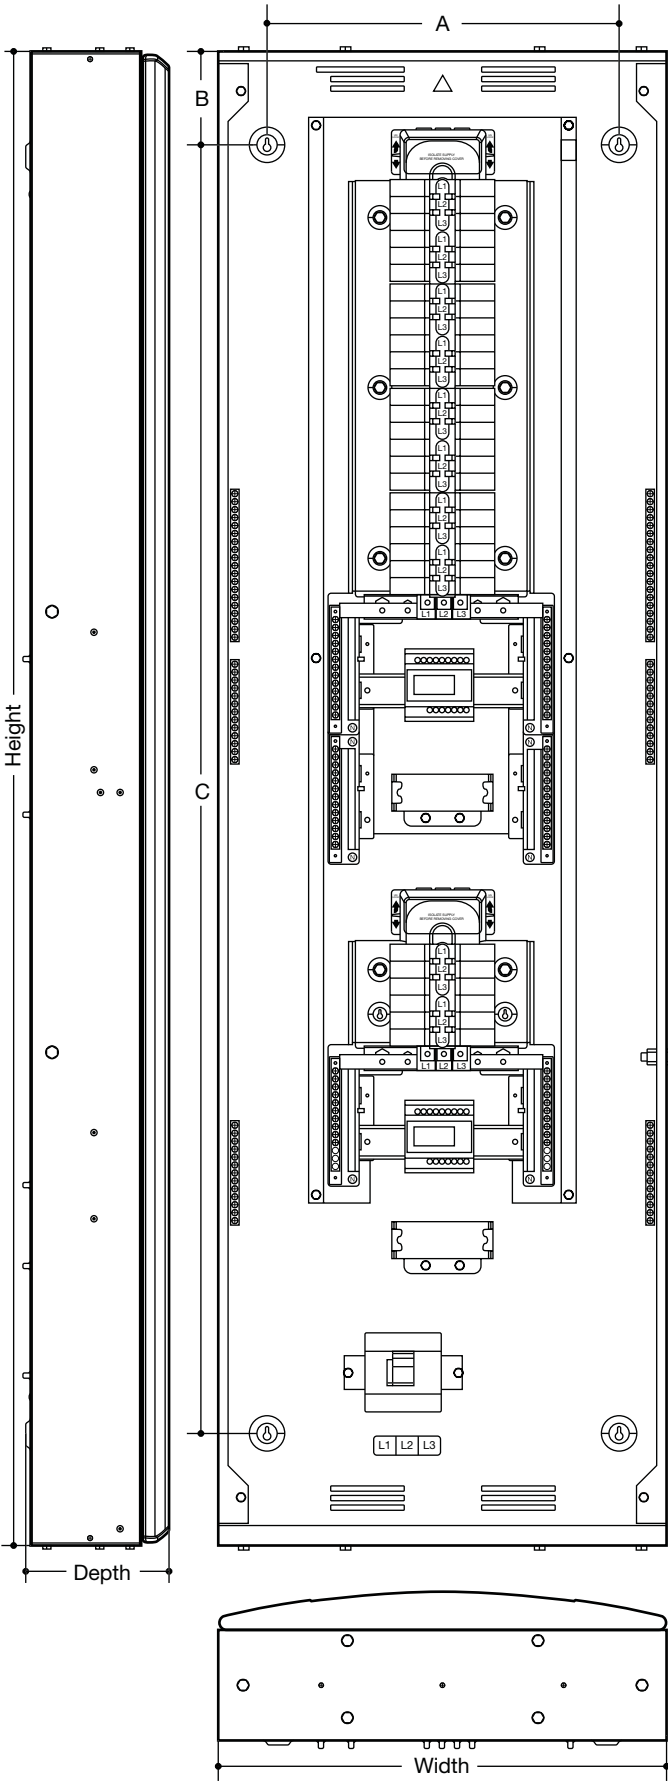 A
B
ISOLATE SUPPLY
BEFORE REMOVING COVER
L1
L2
L3
L1
L2
L3
L1
L2
L3
L1
L2
L3
L1
L2
L3
L1
L2
L3
L1
L2
L3
L1
L2
L3
L1 L2 L3
N N
Height
N N
C
N N
ISOLATE SUPPLY
BEFORE REMOVING COVER
L1
L2
L3
L1
L2
L3
L1 L2 L3
N N
L1 L2 L3
Depth
Width